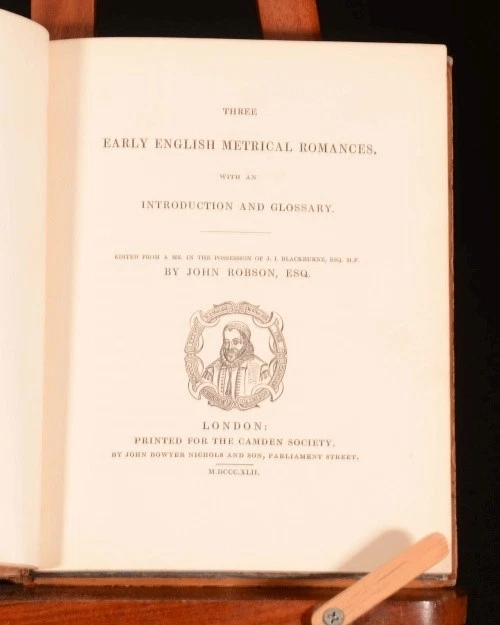 THREE
EARLY ENGLISH METRICAL ROMANCES.
WITH AN
INTRODUCTION AND GLOSSARY.
EDITED FROM A MS. IN THE POSSESSION OF J. I. BLACKBURNE, ESQ. M.P.
BY JOHN ROBSON, ESQ.
LONDON:
PRINTED FOR THE CAMDEN SOCIETY,
BY JOHN BOWYER NICHOLS AND SON, PARLIAMENT STREET.
M.DCCC.XLII.